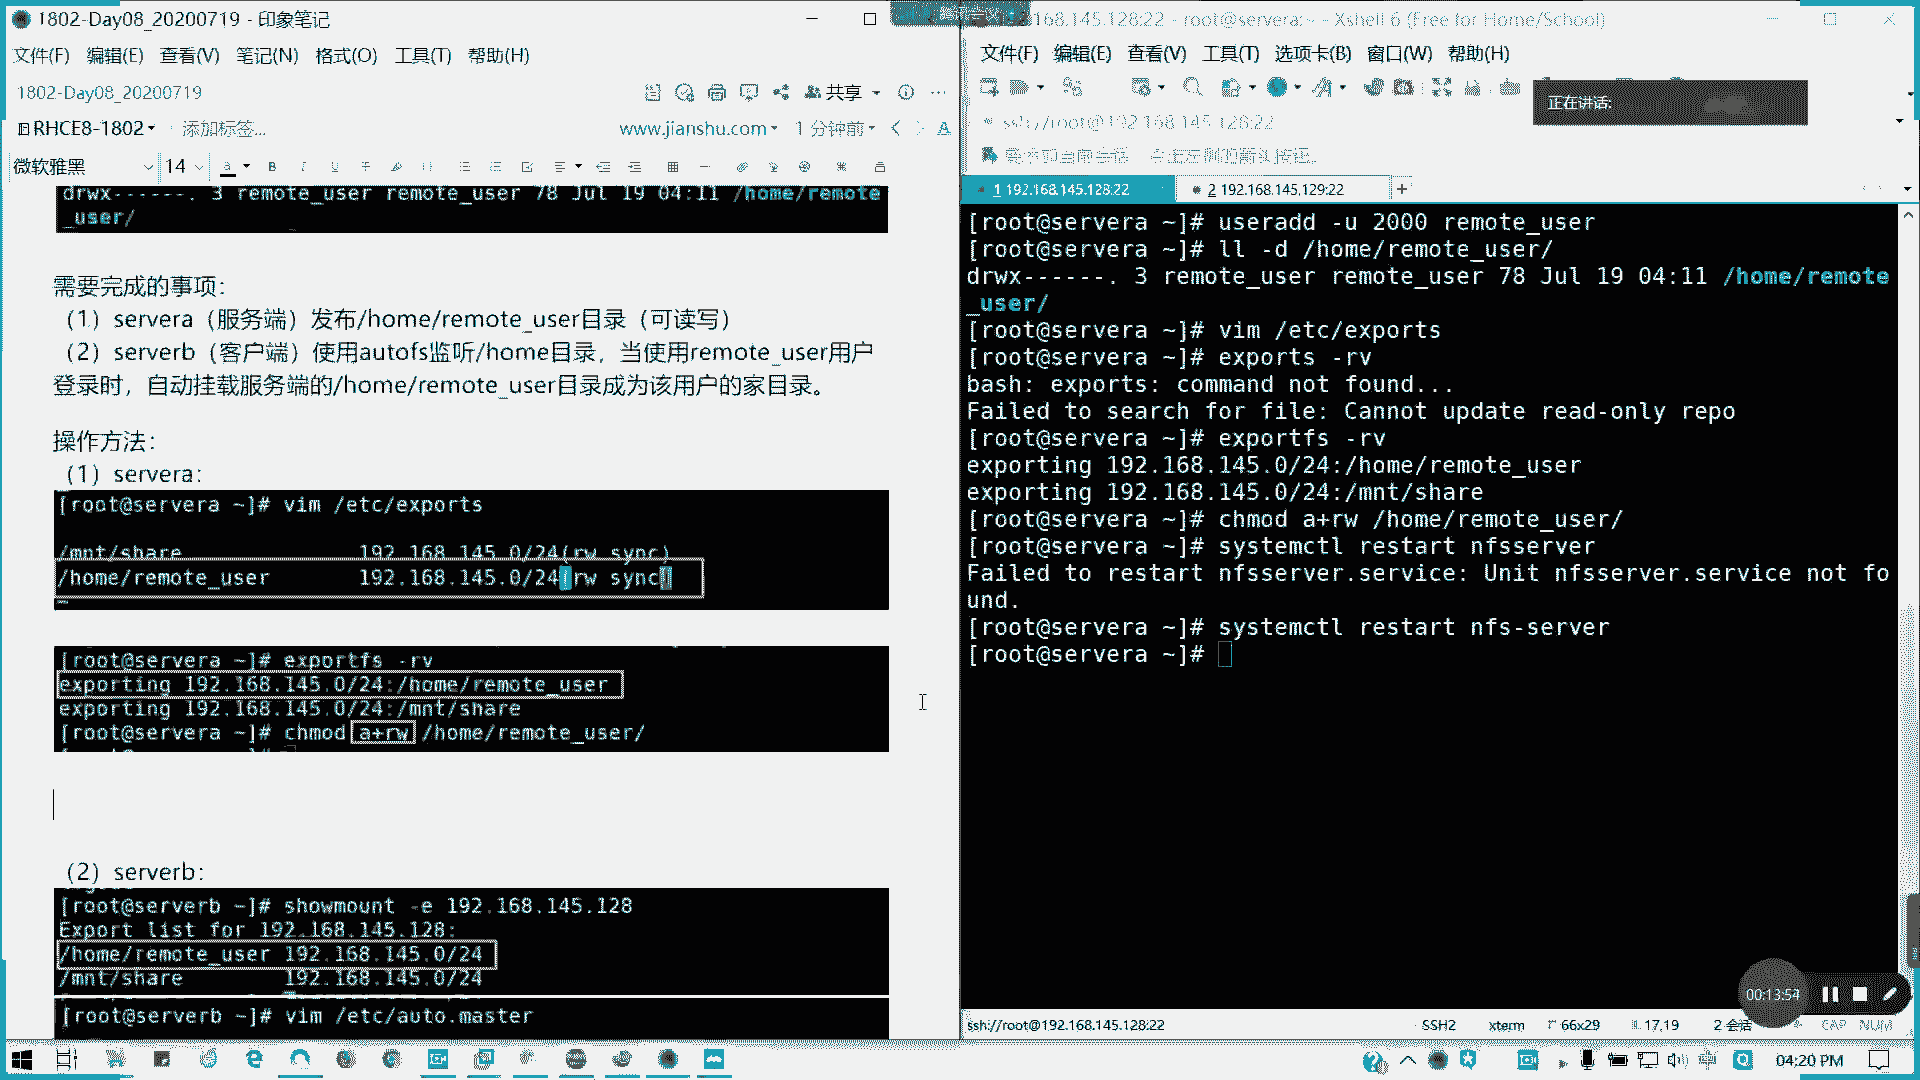 1802-Day08_20200719 - 印象笔记
文件(F) 编辑(E) 查看(V) 笔记(N) 格式(O) 工具(T) 帮助(H)
1802-Day08_20200719
共享
RHCE8-1802
添加标签...
www.jianshu.com
1 分钟前
微软雅黑
14
drwx------. 3 remote_user remote_user 78 Jul 19 04:11 /home/remote
_user/
需要完成的事项：
（1）servera（服务端）发布/home/remote_user目录（可读写）
（2）serverb（客户端）使用autofs监听/home目录，当使用remote_user用户
登录时，自动挂载服务端的/home/remote_user目录成为该用户的家目录。
操作方法：
（1）servera：
[root@servera ~]# vim /etc/exports
/mnt/share 192.168.145.0/24(rw,sync)
/home/remote_user 192.168.145.0/24(rw,sync)
[root@servera ~]# exportfs -rv
exporting 192.168.145.0/24:/home/remote_user
exporting 192.168.145.0/24:/mnt/share
[root@servera ~]# chmod a+rw /home/remote_user/
（2）serverb：
[root@serverb ~]# showmount -e 192.168.145.128
Export list for 192.168.145.128:
/home/remote_user 192.168.145.0/24
/mnt/share 192.168.145.0/24
[root@serverb ~]# vim /etc/auto.master
168.145.128:22 - root@servera:~ - Xshell 6 (Free for Home/School)
文件(F) 编辑(E) 查看(V) 工具(T) 选项卡(B) 窗口(W) 帮助(H)
正在讲话:
ssh://root@192.168.145.128:22
1 192.168.145.128:22
2 192.168.145.129:22
[root@servera ~]# useradd -u 2000 remote_user
[root@servera ~]# ll -d /home/remote_user/
drwx------. 3 remote_user remote_user 78 Jul 19 04:11 /home/remote
_user/
[root@servera ~]# vim /etc/exports
[root@servera ~]# exports -rv
bash: exports: command not found...
Failed to search for file: Cannot update read-only repo
[root@servera ~]# exportfs -rv
exporting 192.168.145.0/24:/home/remote_user
exporting 192.168.145.0/24:/mnt/share
[root@servera ~]# chmod a+rw /home/remote_user/
[root@servera ~]# systemctl restart nfsserver
Failed to restart nfsserver.service: Unit nfsserver.service not fo
und.
[root@servera ~]# systemctl restart nfs-server
[root@servera ~]#
00:13:54
ssh://root@192.168.145.128:22
SSH2
xterm
66x29
17,19
2 会话
CAP NUM
04:20 PM